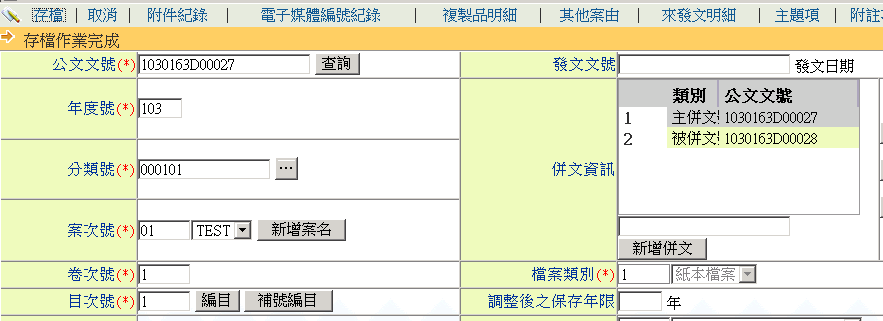 存檔 | 取消 | 附件紀錄 | 電子媒體編號紀錄 | 複製品明細 | 其他案由 | 來發文明細 | 主題項 | 附註
存檔作業完成
公文文號(*) 1030163D00027 查詢 發文文號 發文日期
年度號(*) 103
分類號(*) 000101 ...
案次號(*) 01 TEST 新增案名
併文資訊
類別 公文文號
1 主併文 1030163D00027
2 被併文 1030163D00028
新增併文
卷次號(*) 1 檔案類別(*) 1 紙本檔案
目次號(*) 1 編目 補號編目 調整後之保存年限 年